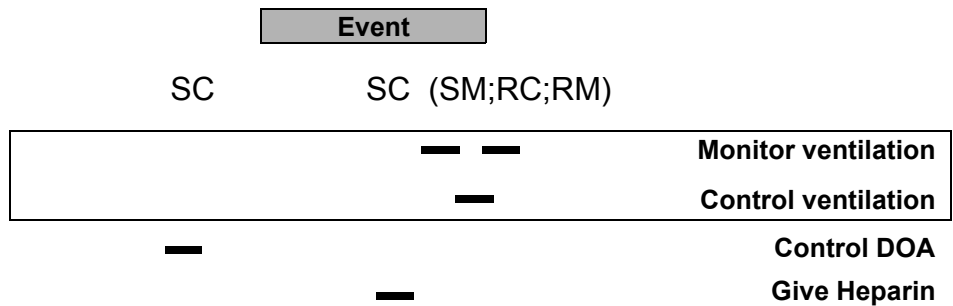 Event
SC SC (SM;RC;RM)
Monitor ventilation
Control ventilation
Control DOA
Give Heparin